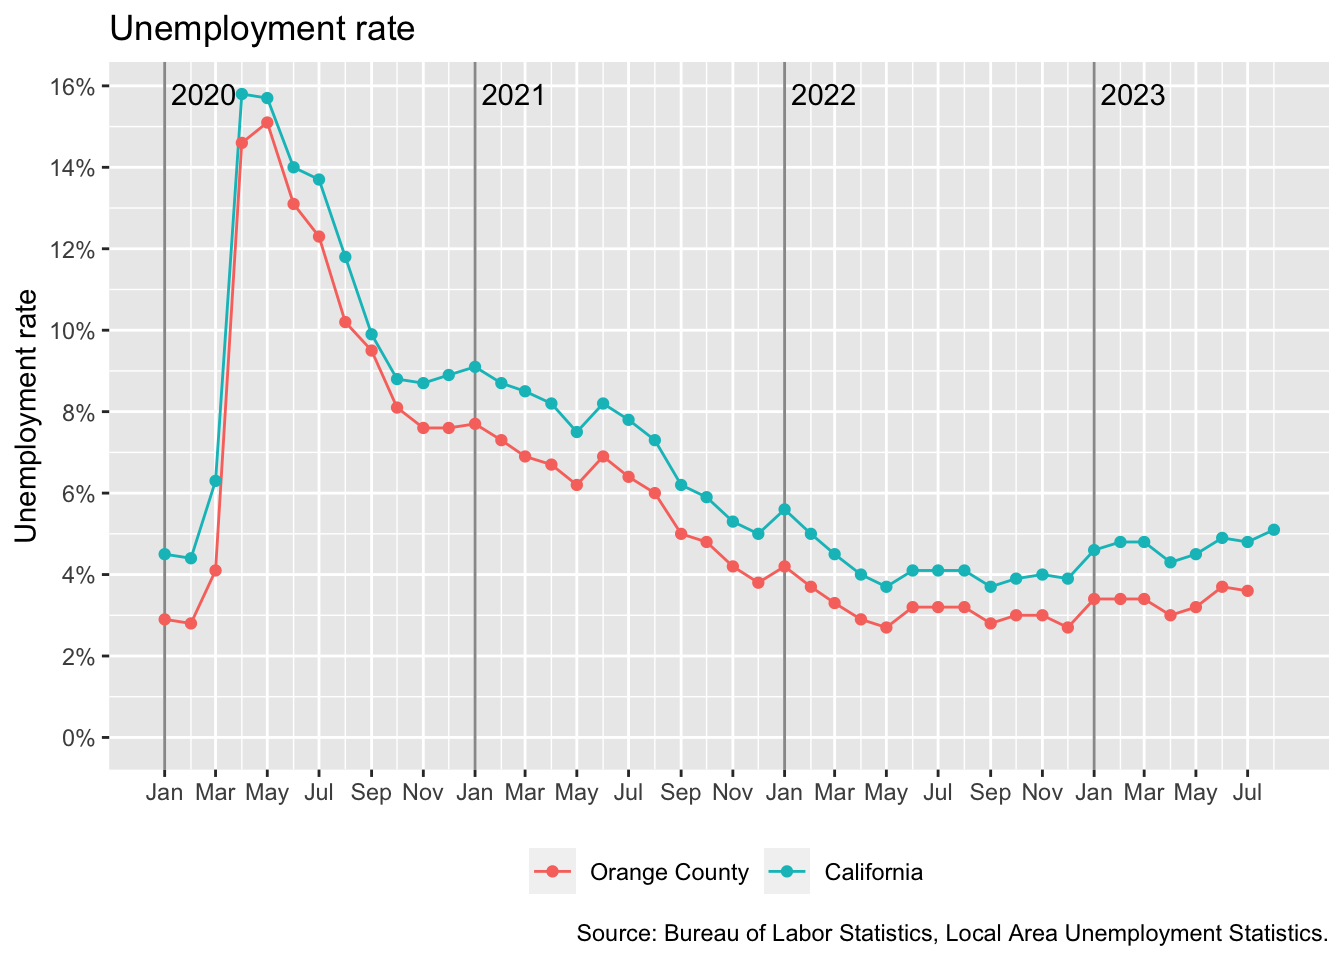 Unemployment rate
2020 2021 2022 2023
16%
14%
12%
10%
8%
6%
4%
2%
0%
Unemployment rate
Jan Mar May Jul Sep Nov Jan Mar May Jul Sep Nov Jan Mar May Jul Sep Nov Jan Mar May Jul
Orange County California
Source: Bureau of Labor Statistics, Local Area Unemployment Statistics.